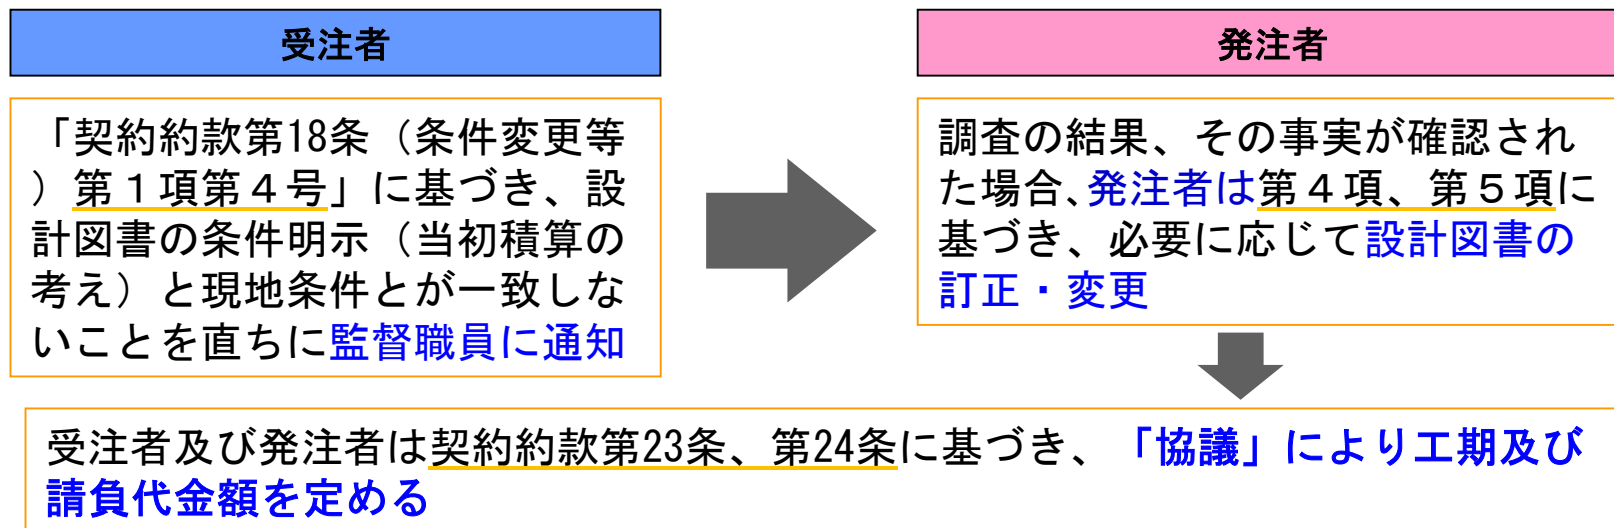 受注者
「契約約款第18条（条件変更等
）第１項第４号」に基づき、設
計図書の条件明示（当初積算の
考え）と現地条件とが一致しな
いことを直ちに監督職員に通知
発注者
調査の結果、その事実が確認され
た場合、発注者は第４項、第５項に
基づき、必要に応じて設計図書の
訂正・変更
受注者及び発注者は契約約款第23条、第24条に基づき、「協議」により工期及び
請負代金額を定める